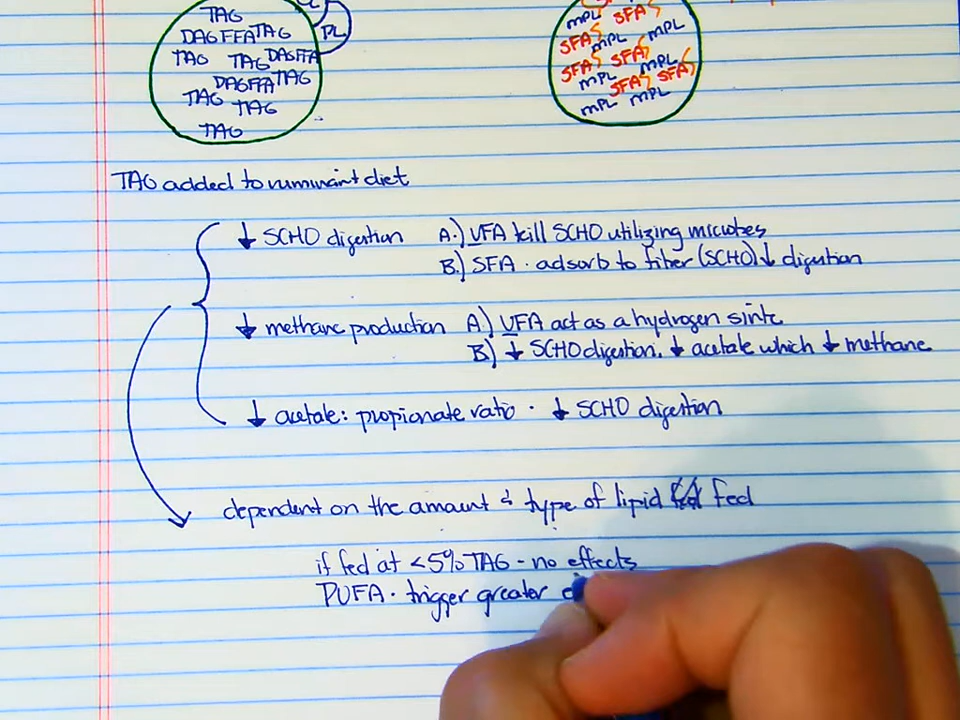 TAG
DAG FFA TAG
TAG TAG DAG FFA
DAG FFA TAG
TAG TAG
TAG
PL
MPL SFA
SFA MPL MPL
SFA SFA MPL
MPL SFA SFA
MPL MPL
TAG added to ruminant diet
↓ SCHO digestion A.) UFA kill SCHO utilizing microbes
B.) SFA · adsorb to fiber (SCHO) ↓ digestion
↓ methane production A.) UFA act as a hydrogen sink
B) ↓ SCHO digestion. ↓ acetate which ↓ methane
↓ acetate: propionate ratio · ↓ SCHO digestion
dependent on the amount & type of lipid fed
if fed at <5% TAG - no effects
PUFA · trigger greater